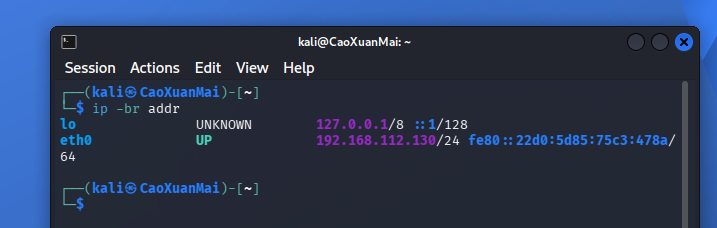 kali@CaoXuanMai: ~
Session Actions Edit View Help
┌──(kali㉿CaoXuanMai)-[~]
└─$ ip -br addr
lo UNKNOWN 127.0.0.1/8 ::1/128
eth0 UP 192.168.112.130/24 fe80::22d0:5d85:75c3:478a/
64
┌──(kali㉿CaoXuanMai)-[~]
└─$